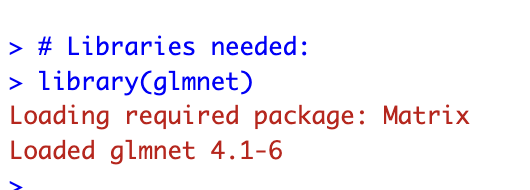 > # Libraries needed:
> library(glmnet)
Loading required package: Matrix
Loaded glmnet 4.1-6
>